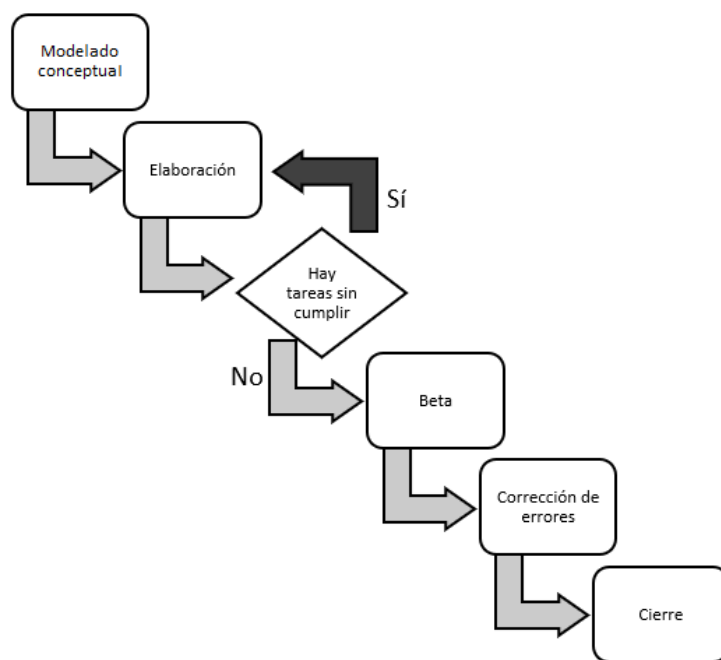 Modelado
conceptual
Elaboración
Sí
Hay
tareas sin
cumplir
No
Beta
Corrección de
errores
Cierre